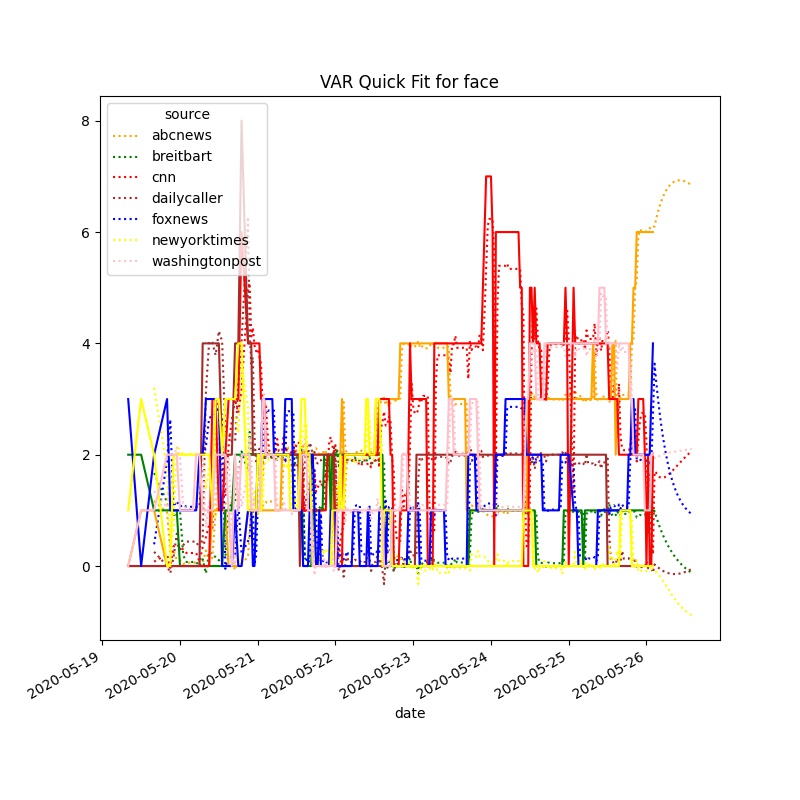 VAR Quick Fit for face
source
abcnews
breitbart
cnn
dailycaller
foxnews
newyorktimes
washingtonpost
8
6
4
2
0
2020-05-19
2020-05-20
2020-05-21
2020-05-22
2020-05-23
2020-05-24
2020-05-25
2020-05-26
date